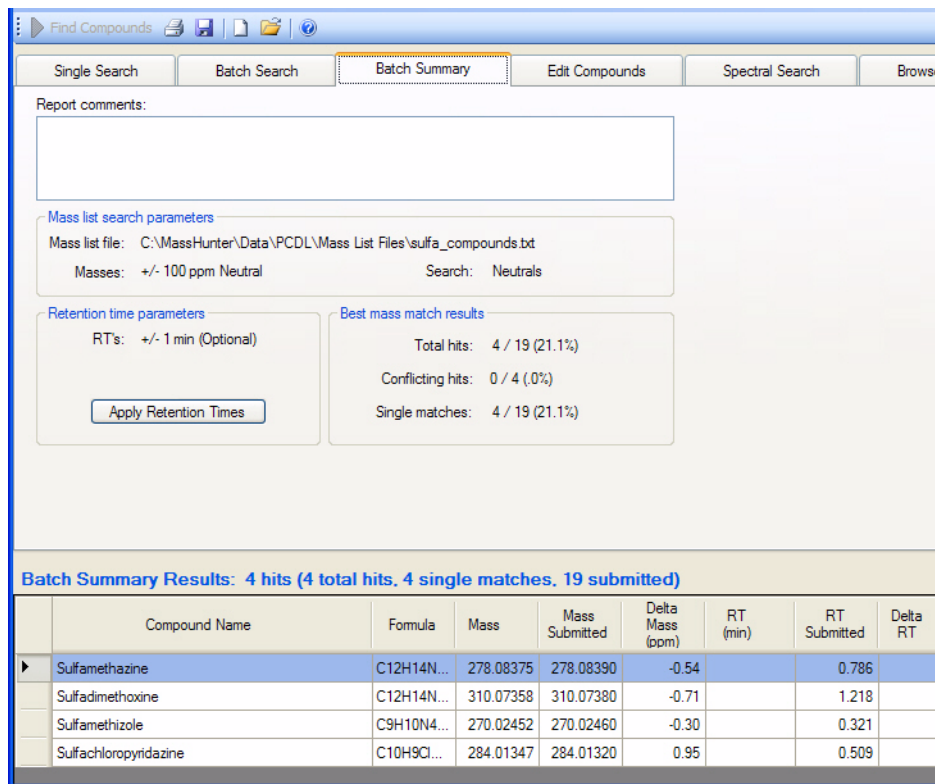 Find Compounds
Single Search Batch Search Batch Summary Edit Compounds Spectral Search Brows
Report comments:
Mass list search parameters
Mass list file: C:\MassHunter\Data\PCDL\Mass List Files\sulfa_compounds.txt
Masses: +/- 100 ppm Neutral Search: Neutrals
Retention time parameters
RT's: +/- 1 min (Optional)
Apply Retention Times
Best mass match results
Total hits: 4 / 19 (21.1%)
Conflicting hits: 0 / 4 (.0%)
Single matches: 4 / 19 (21.1%)
Batch Summary Results: 4 hits (4 total hits, 4 single matches, 19 submitted)
Compound Name Formula Mass Mass Submitted Delta Mass (ppm) RT (min) RT Submitted Delta RT
Sulfamethazine C12H14N... 278.08375 278.08390 -0.54 0.786
Sulfadimethoxine C12H14N... 310.07358 310.07380 -0.71 1.218
Sulfamethizole C9H10N4... 270.02452 270.02460 -0.30 0.321
Sulfachloropyridazine C10H9Cl... 284.01347 284.01320 0.95 0.509